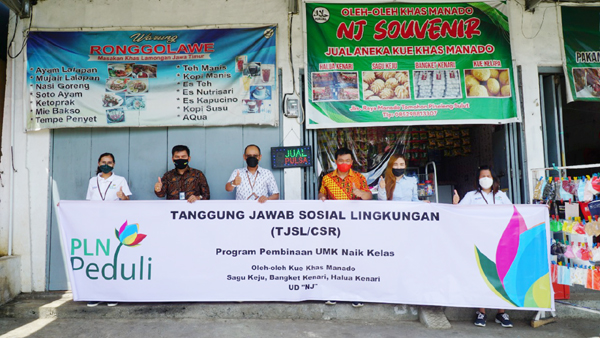 Warung
RONGGOLAWE
Masakan Khas Lamongan Jawa Timur
Ayam Lalapan
Mujair Lalapan
Nasi Goreng
Soto Ayam
Ketoprak
Mie Bakso
Tempe Penyet
Teh Manis
Kopi Manis
Es Teh
Es Nutrisari
Es Kapucino
Kopi Susu
AQua
OLEH-OLEH KHAS MANADO
NJ SOUVENIR
JUAL ANEKA KUE KHAS MANADO
HALUA KENARI
SAGU KEJU
BANGKET KENARI
KUE KELAPA
JUAL
PULSA
PAKAN
TANGGUNG JAWAB SOSIAL LINGKUNGAN
(TJSL/CSR)
Program Pembinaan UMK Naik Kelas
Oleh-oleh Kue Khas Manado
Sagu Keju, Bangket Kenari, Halua Kenari
UD "NJ"
PLN
Peduli